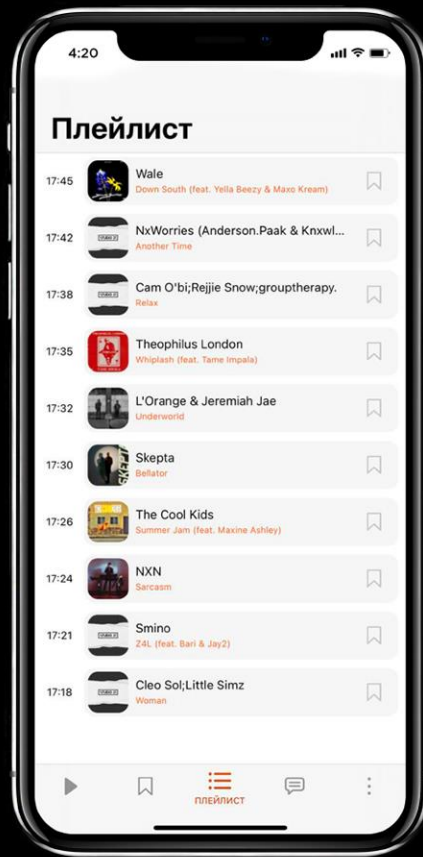 4:20
Плейлист
17:45
Wale
Down South (feat. Yella Beezy & Maxo Kream)
17:42
NxWorries (Anderson.Paak & Knxwl...
Another Time
17:38
Cam O'bi;Rejjie Snow;grouptherapy.
Relax
17:35
Theophilus London
Whiplash (feat. Tame Impala)
17:32
L'Orange & Jeremiah Jae
Underworld
17:30
SKEPTA
Skepta
Bellator
17:26
The Cool Kids
Summer Jam (feat. Maxine Ashley)
17:24
NXN
Sarcasm
17:21
Smino
Z4L (feat. Bari & Jay2)
17:18
Cleo Sol;Little Simz
Woman
ПЛЕЙЛИСТ